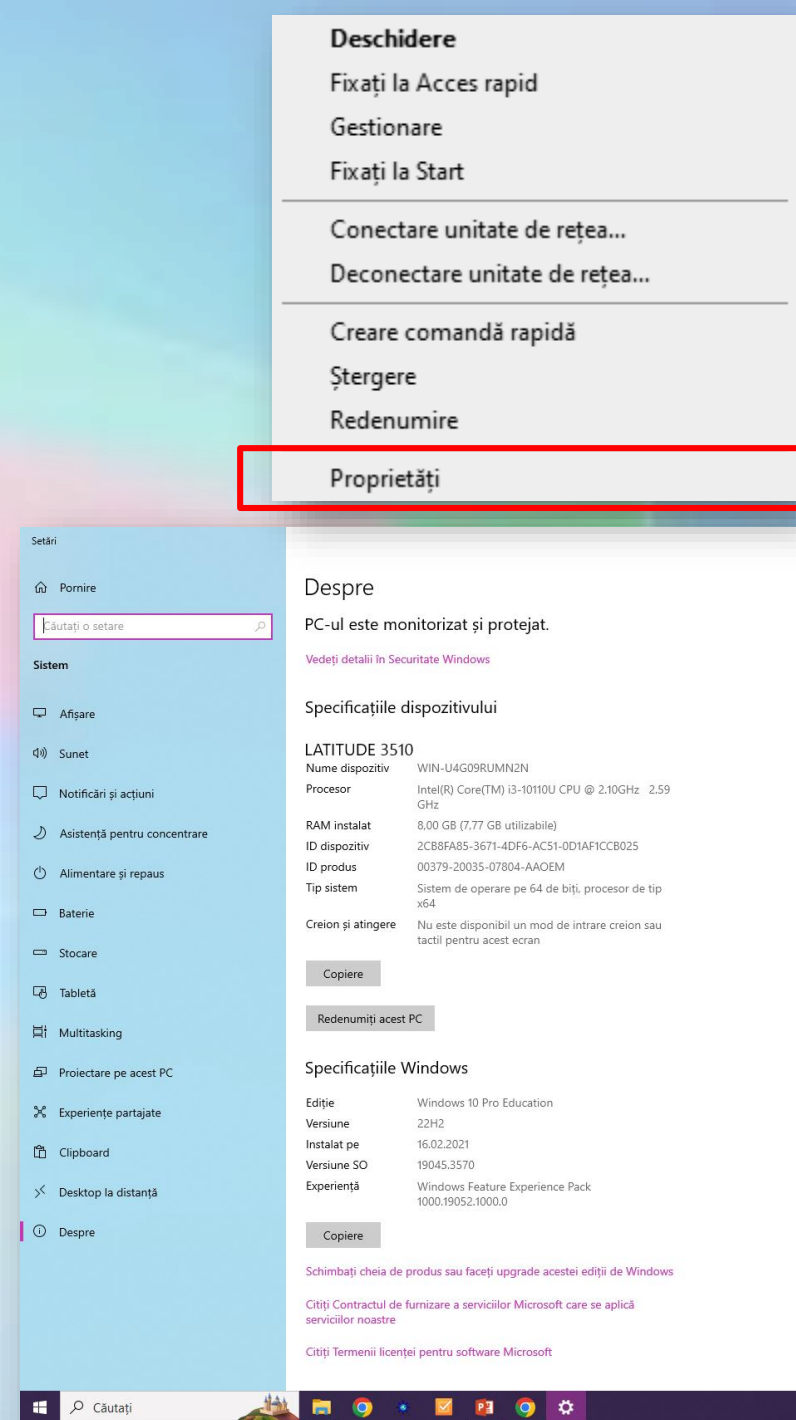 Deschidere
Fixați la Acces rapid
Gestionare
Fixați la Start
Conectare unitate de rețea...
Deconectare unitate de rețea...
Creare comandă rapidă
Ștergere
Redenumire
Proprietăți
Setări
Pornire
Căutați o setare
Sistem
Afișare
Sunet
Notificări și acțiuni
Asistență pentru concentrare
Alimentare și repaus
Baterie
Stocare
Tabletă
Multitasking
Proiectare pe acest PC
Experiențe partajate
Clipboard
Desktop la distanță
Despre
Despre
PC-ul este monitorizat și protejat.
Vedeți detalii în Securitate Windows
Specificațiile dispozitivului
LATITUDE 3510
Nume dispozitiv WIN-U4G09RUMN2N
Procesor Intel(R) Core(TM) i3-10110U CPU @ 2.10GHz 2.59
GHz
RAM instalat 8,00 GB (7,77 GB utilizabile)
ID dispozitiv 2CB8FA85-3671-4DF6-AC51-0D1AF1CCB025
ID produs 00379-20035-07804-AAOEM
Tip sistem Sistem de operare pe 64 de biți, procesor de tip
x64
Creion și atingere Nu este disponibil un mod de intrare creion sau
tactil pentru acest ecran
Copiere
Redenumiți acest PC
Specificațiile Windows
Ediție Windows 10 Pro Education
Versiune 22H2
Instalat pe 16.02.2021
Versiune SO 19045.3570
Experiență Windows Feature Experience Pack
1000.19052.1000.0
Copiere
Schimbați cheia de produs sau faceți upgrade acestei ediții de Windows
Citiți Contractul de furnizare a serviciilor Microsoft care se aplică
serviciilor noastre
Citiți Termenii licenței pentru software Microsoft
Căutați